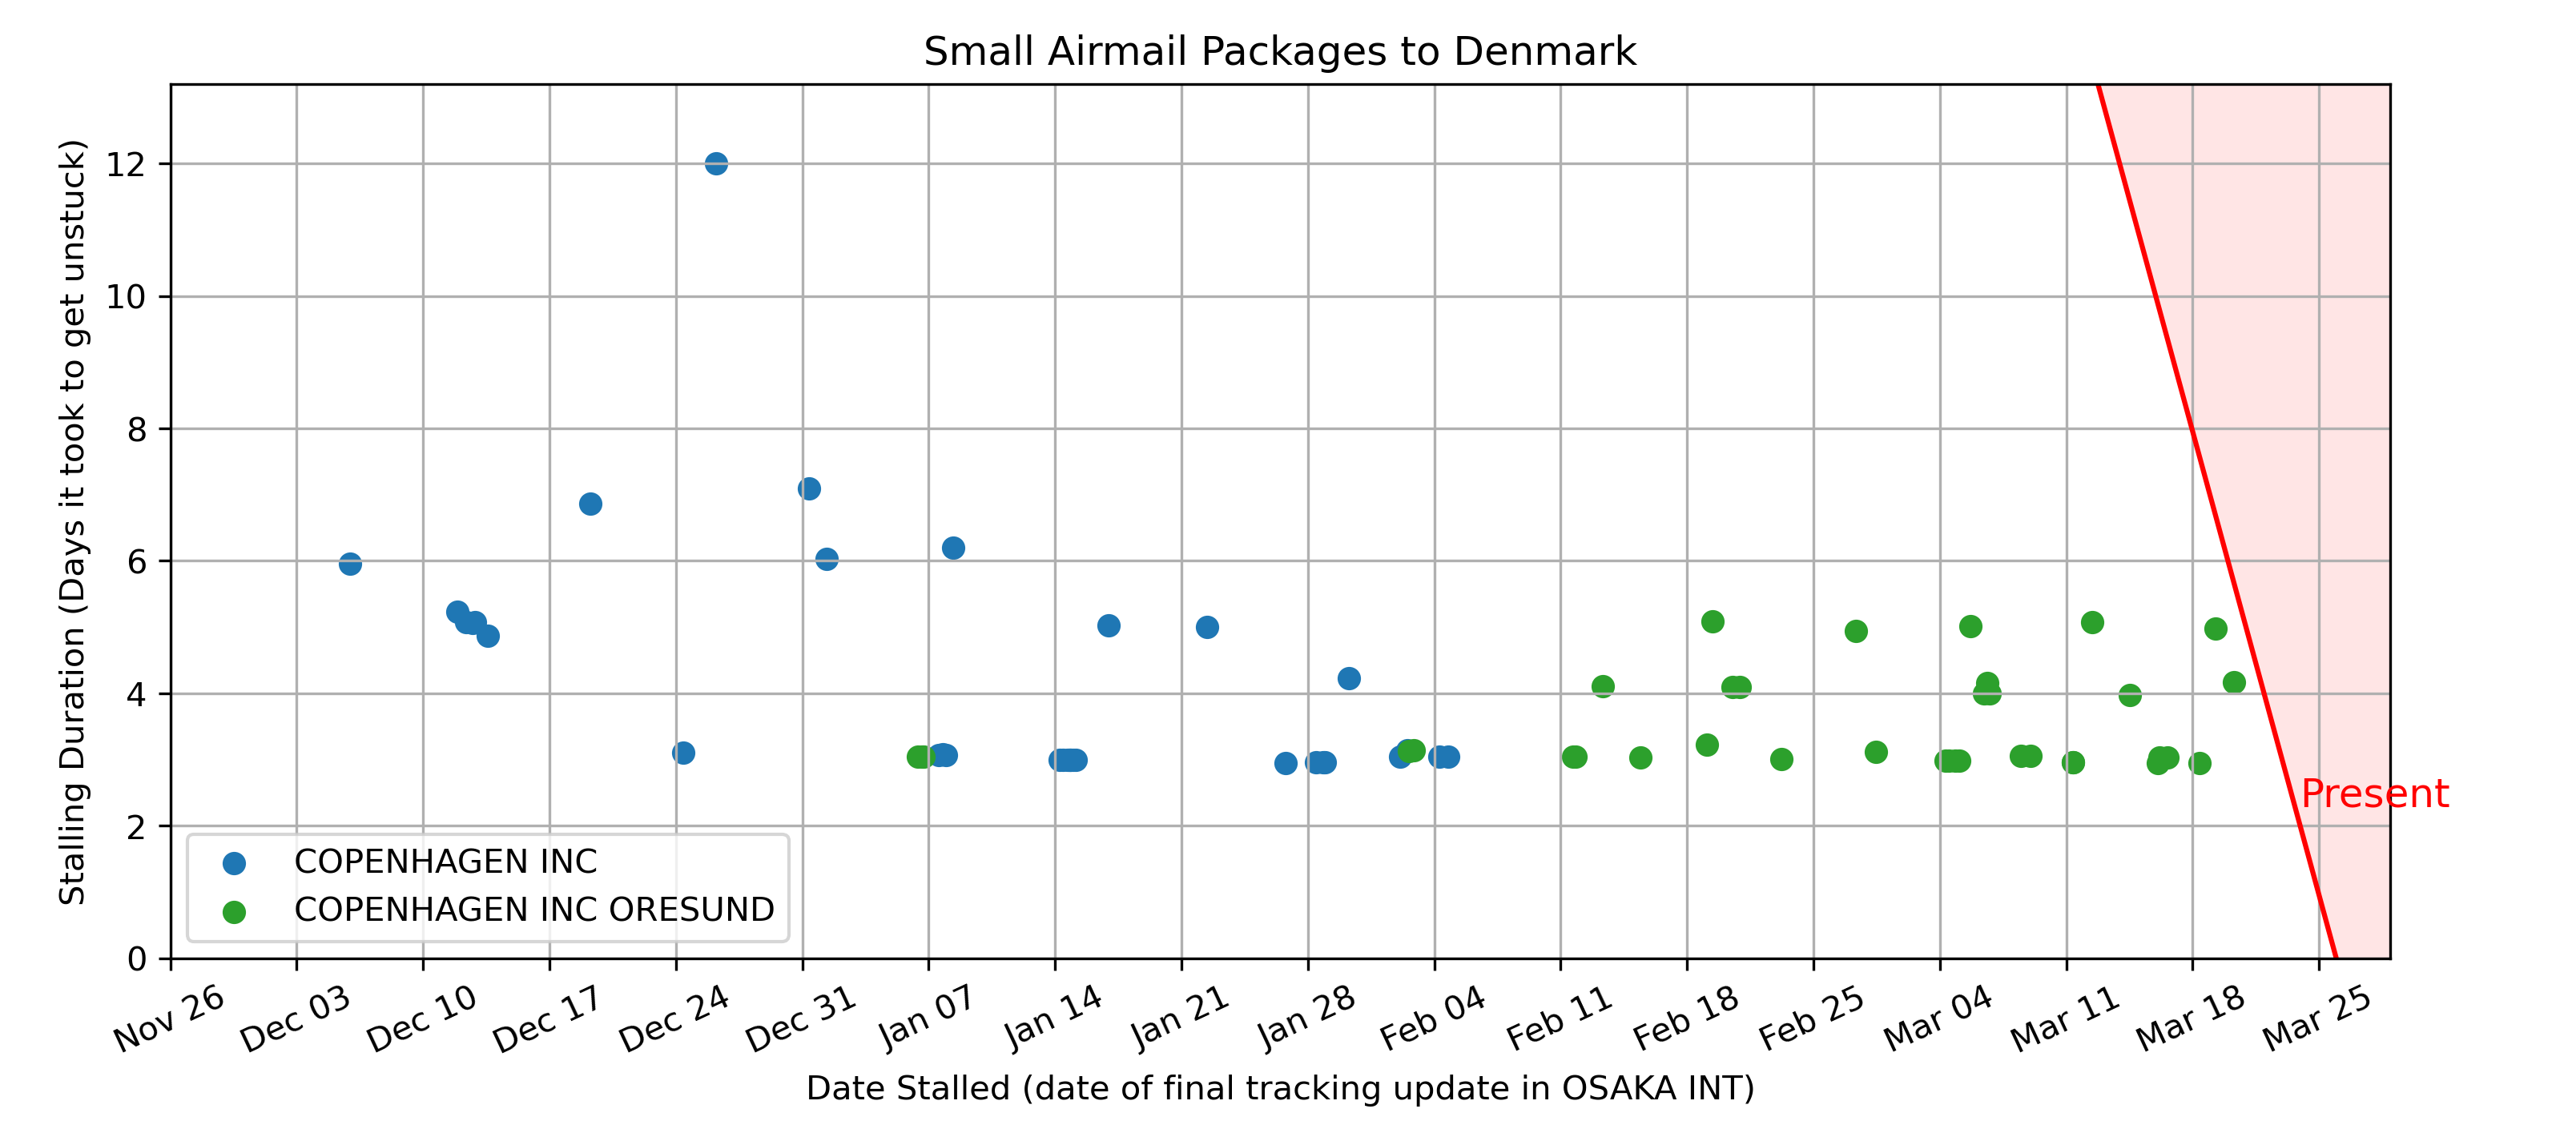 Small Airmail Packages to Denmark
Stalling Duration (Days it took to get unstuck)
12
10
8
6
4
2
0
Present
COPENHAGEN INC
COPENHAGEN INC ORESUND
Nov 26 Dec 03 Dec 10 Dec 17 Dec 24 Dec 31 Jan 07 Jan 14 Jan 21 Jan 28 Feb 04 Feb 11 Feb 18 Feb 25 Mar 04 Mar 11 Mar 18 Mar 25
Date Stalled (date of final tracking update in OSAKA INT)